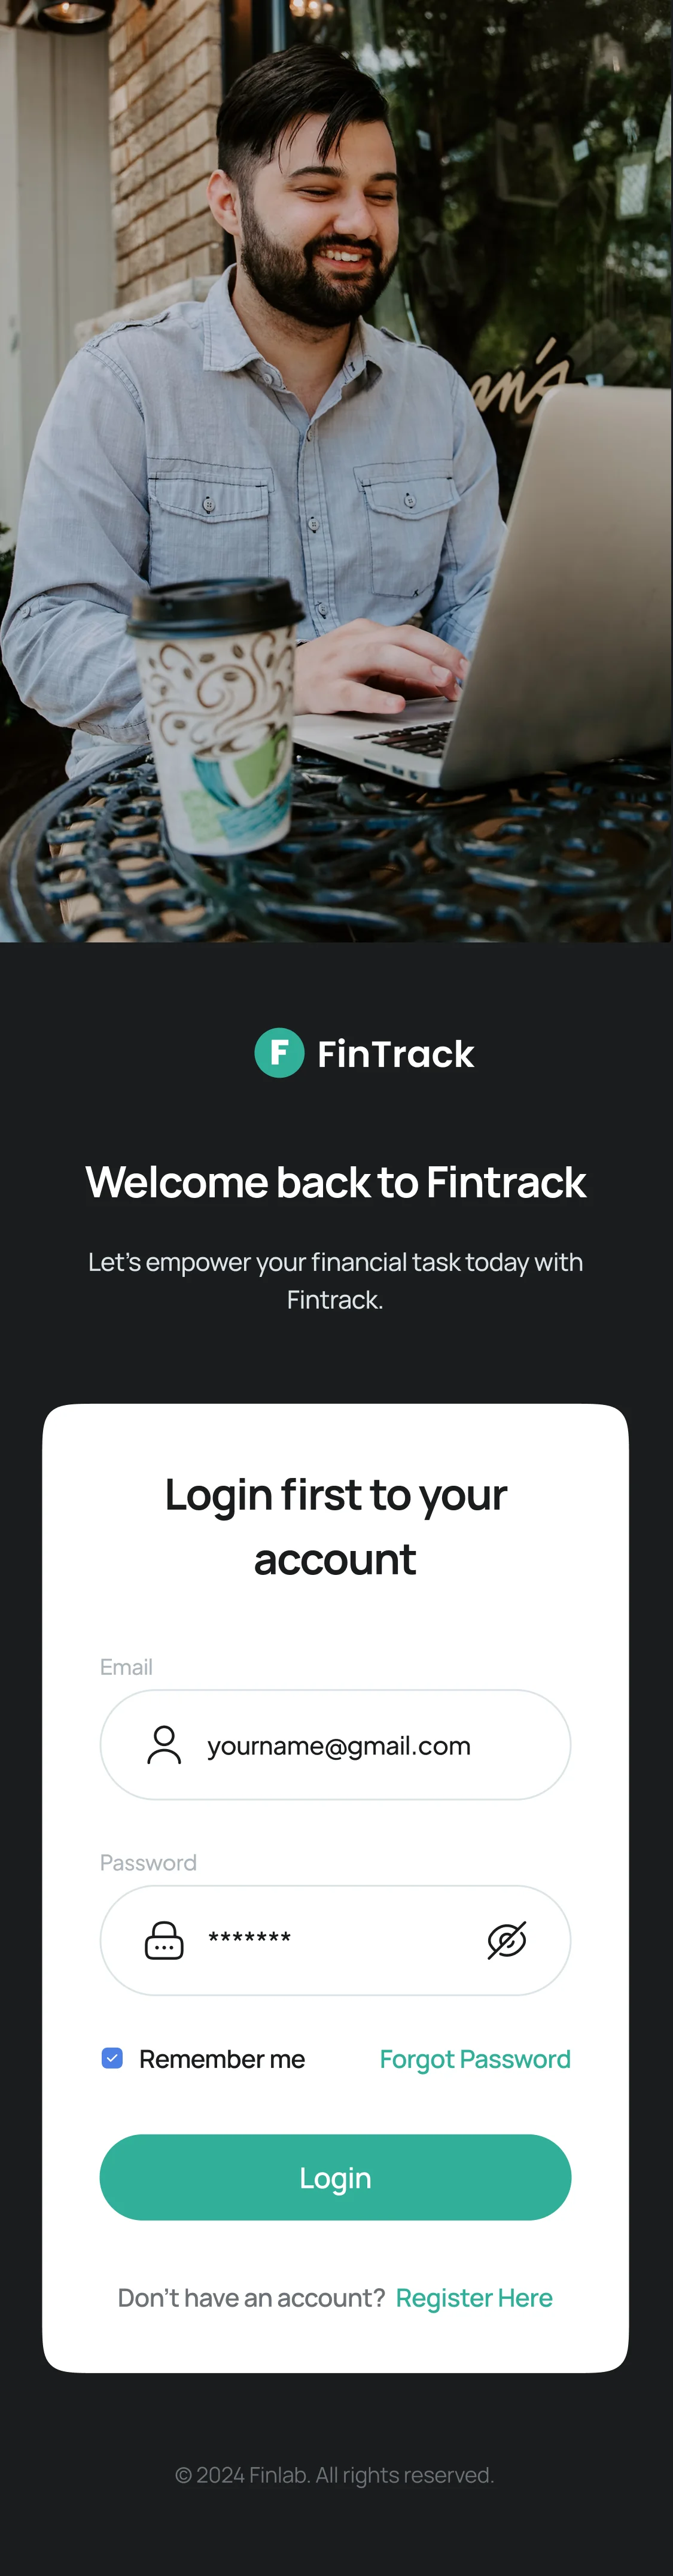 an's
F FinTrack
Welcome back to Fintrack
Let's empower your financial task today with
Fintrack.
Login first to your
account
Email
yourname@gmail.com
Password
*******
Remember me
Forgot Password
Login
Don't have an account? Register Here
© 2024 Finlab. All rights reserved.